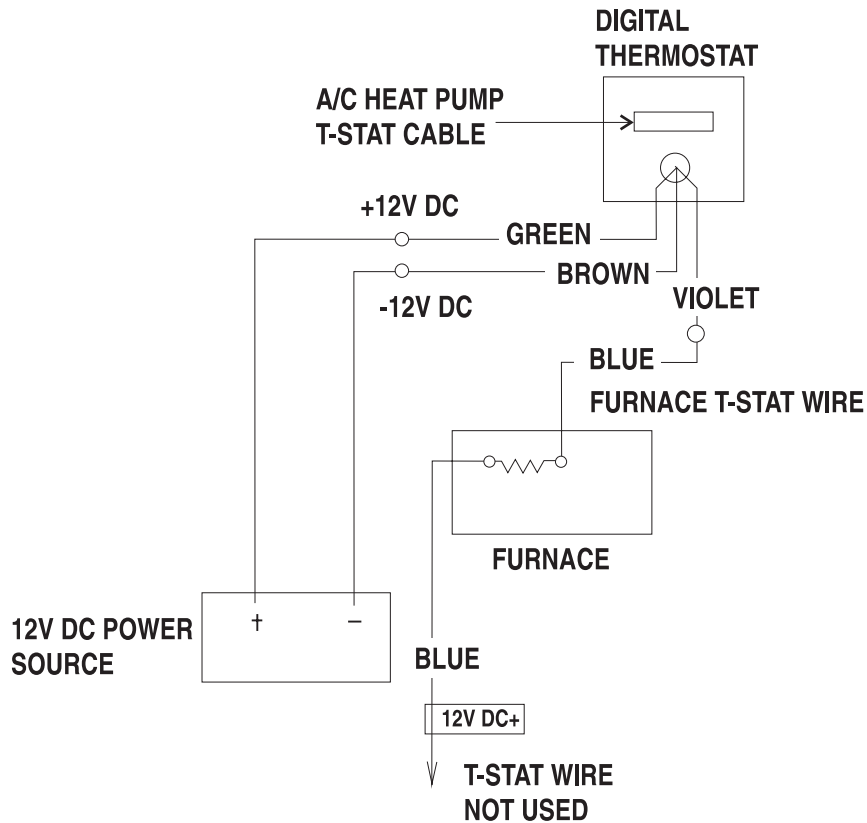 DIGITAL
THERMOSTAT
A/C HEAT PUMP
T-STAT CABLE
+12V DC
GREEN
BROWN
-12V DC
VIOLET
BLUE
FURNACE T-STAT WIRE
FURNACE
+ −
12V DC POWER
SOURCE
BLUE
12V DC+
T-STAT WIRE
NOT USED